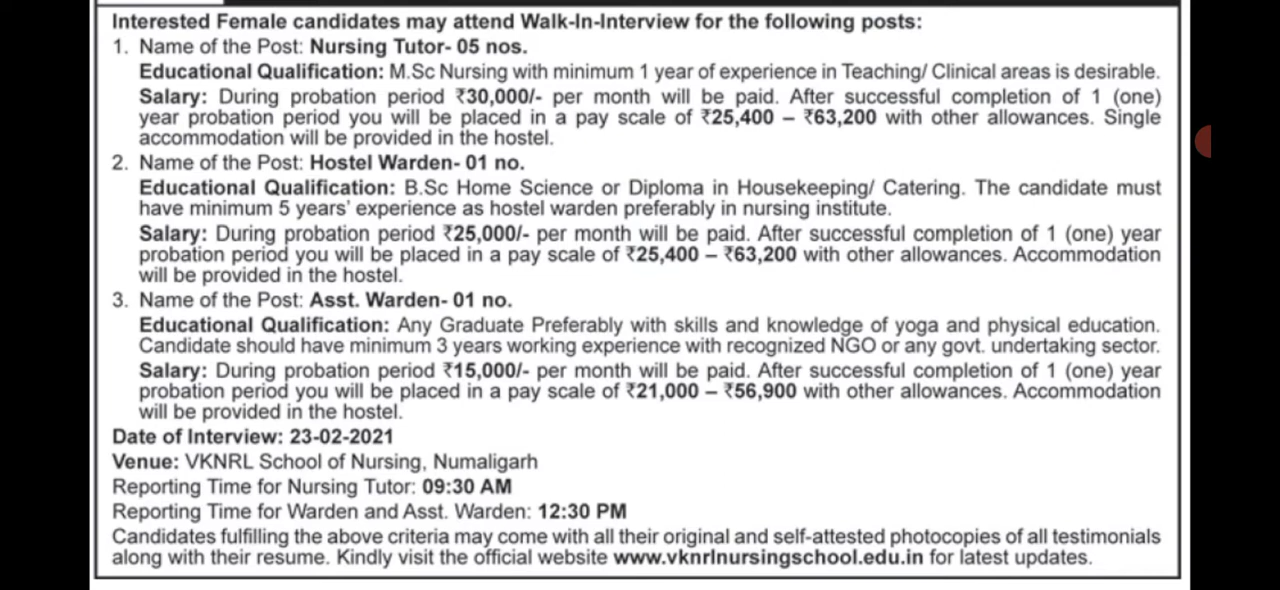 Interested Female candidates may attend Walk-In-Interview for the following posts:
1. Name of the Post: Nursing Tutor- 05 nos.
Educational Qualification: M.Sc Nursing with minimum 1 year of experience in Teaching/ Clinical areas is desirable.
Salary: During probation period ₹30,000/- per month will be paid. After successful completion of 1 (one)
year probation period you will be placed in a pay scale of ₹25,400 – ₹63,200 with other allowances. Single
accommodation will be provided in the hostel.
2. Name of the Post: Hostel Warden- 01 no.
Educational Qualification: B.Sc Home Science or Diploma in Housekeeping/ Catering. The candidate must
have minimum 5 years' experience as hostel warden preferably in nursing institute.
Salary: During probation period ₹25,000/- per month will be paid. After successful completion of 1 (one) year
probation period you will be placed in a pay scale of ₹25,400 – ₹63,200 with other allowances. Accommodation
will be provided in the hostel.
3. Name of the Post: Asst. Warden- 01 no.
Educational Qualification: Any Graduate Preferably with skills and knowledge of yoga and physical education.
Candidate should have minimum 3 years working experience with recognized NGO or any govt. undertaking sector.
Salary: During probation period ₹15,000/- per month will be paid. After successful completion of 1 (one) year
probation period you will be placed in a pay scale of ₹21,000 – ₹56,900 with other allowances. Accommodation
will be provided in the hostel.
Date of Interview: 23-02-2021
Venue: VKNRL School of Nursing, Numaligarh
Reporting Time for Nursing Tutor: 09:30 AM
Reporting Time for Warden and Asst. Warden: 12:30 PM
Candidates fulfilling the above criteria may come with all their original and self-attested photocopies of all testimonials
along with their resume. Kindly visit the official website www.vknrlnursingschool.edu.in for latest updates.